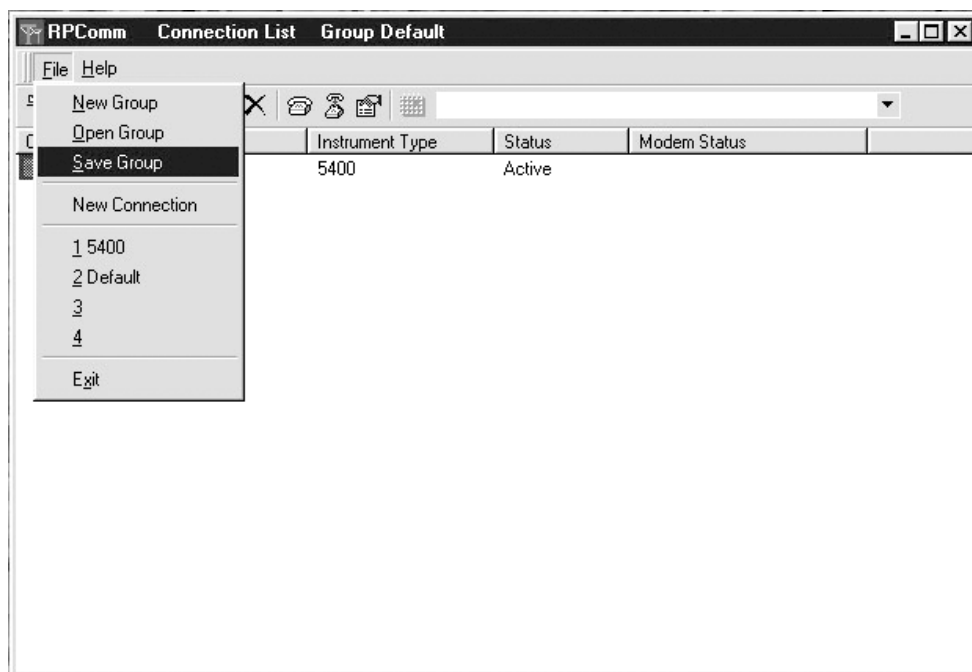 RPComm Connection List Group Default
File Help
New Group
Open Group
Save Group
New Connection
1 5400
2 Default
3
4
Exit
Instrument Type Status Modem Status
5400 Active